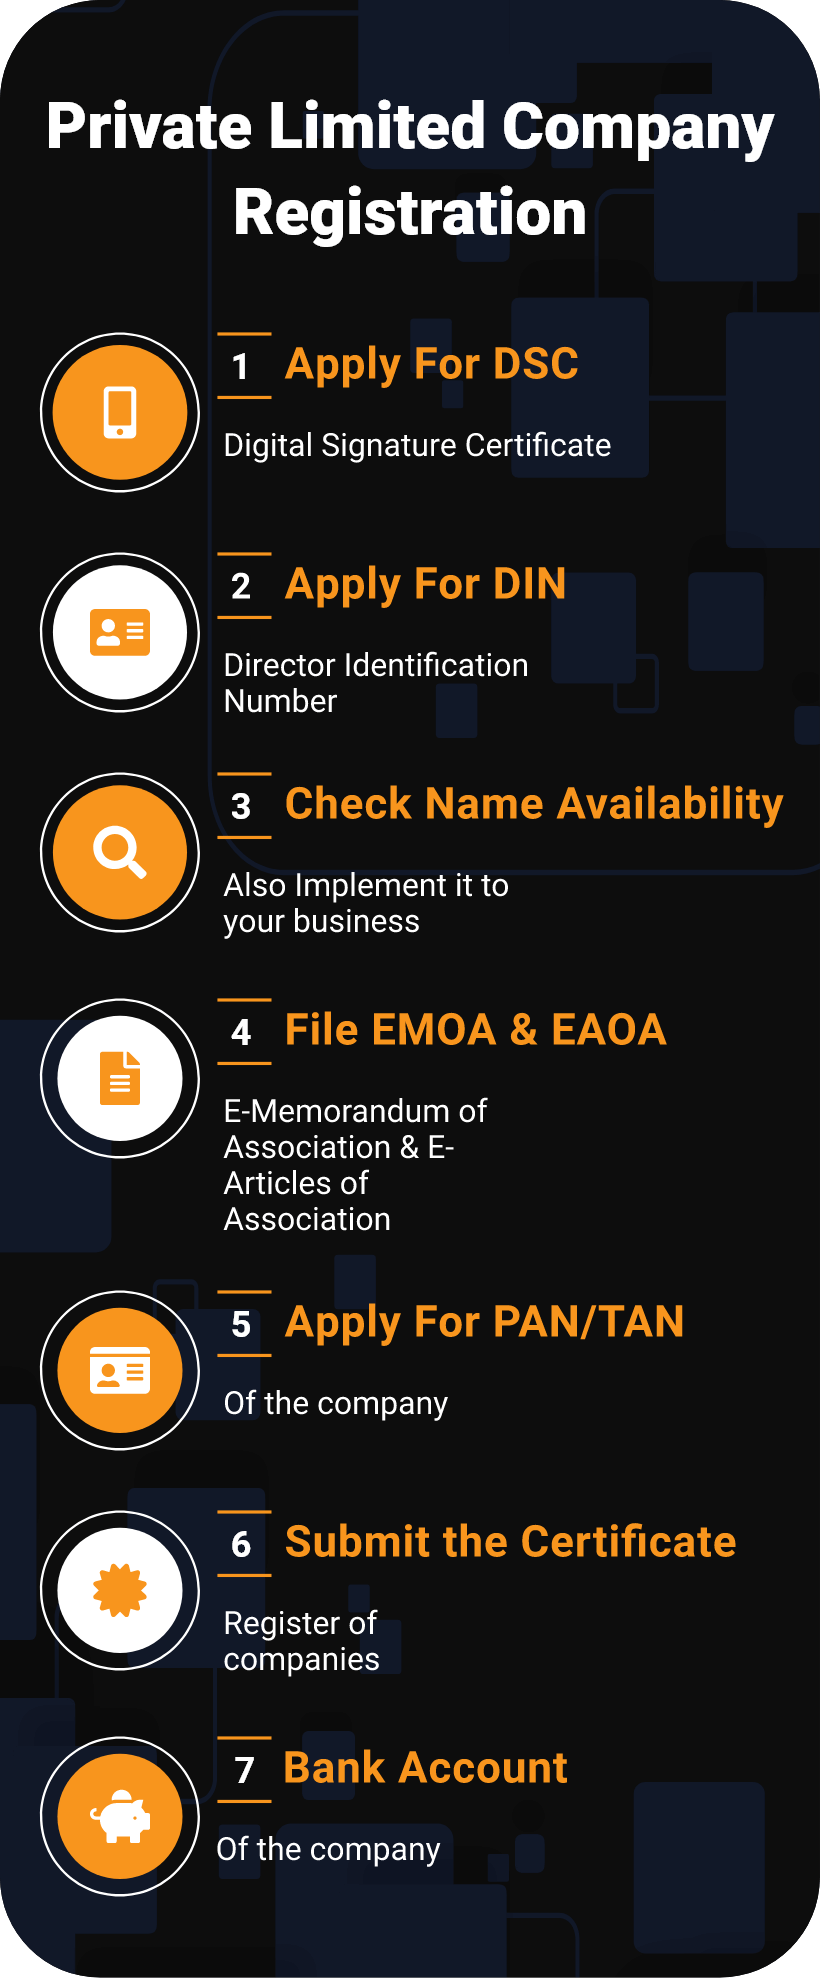 Private Limited Company
Registration
1 Apply For DSC
Digital Signature Certificate
2 Apply For DIN
Director Identification
Number
3 Check Name Availability
Also Implement it to
your business
4 File EMOA & EAOA
E-Memorandum of
Association & E-
Articles of
Association
5 Apply For PAN/TAN
Of the company
6 Submit the Certificate
Register of
companies
7 Bank Account
Of the company